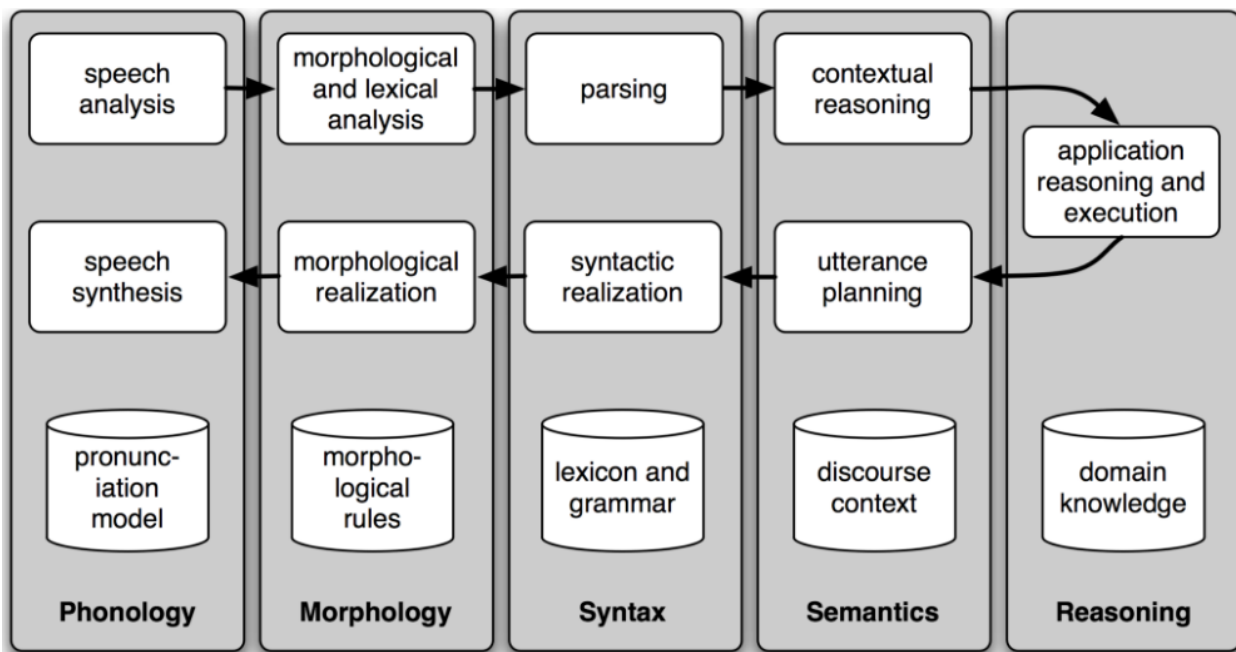 speech
analysis
morphological
and lexical
analysis
parsing
contextual
reasoning
application
reasoning and
execution
speech
synthesis
morphological
realization
syntactic
realization
utterance
planning
pronunc-
iation
model
morpho-
logical
rules
lexicon and
grammar
discourse
context
domain
knowledge
Phonology
Morphology
Syntax
Semantics
Reasoning